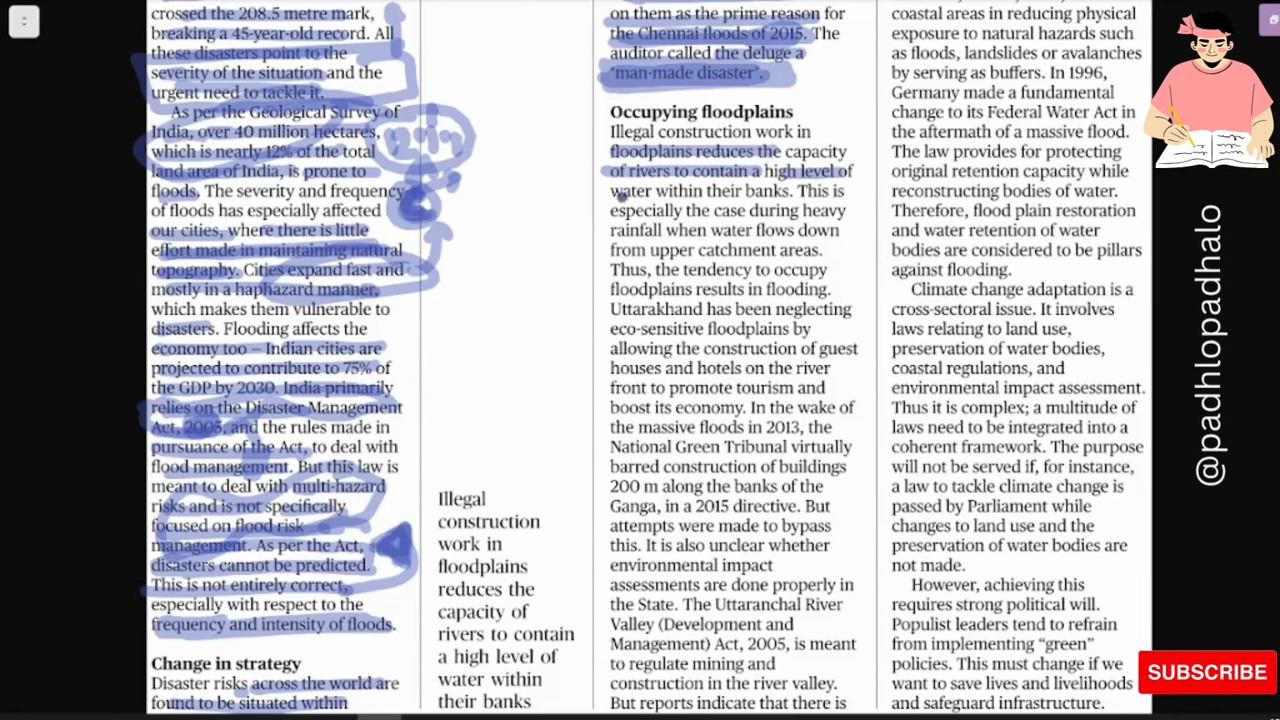 crossed the 208.5 metre mark,
breaking a 45-year-old record. All
these disasters point to the
severity of the situation and the
urgent need to tackle it.
As per the Geological Survey of
India, over 40 million hectares,
which is nearly 12% of the total
land area of India, is prone to
floods. The severity and frequency
of floods has especially affected
our cities, where there is little
effort made in maintaining natural
topography. Cities expand fast and
mostly in a haphazard manner,
which makes them vulnerable to
disasters. Flooding affects the
economy too — Indian cities are
projected to contribute to 75% of
the GDP by 2030. India primarily
relies on the Disaster Management
Act, 2005, and the rules made in
pursuance of the Act, to deal with
flood management. But this law is
meant to deal with multi-hazard
risks and is not specifically
focused on flood risk
management. As per the Act,
disasters cannot be predicted.
This is not entirely correct,
especially with respect to the
frequency and intensity of floods.
Change in strategy
Disaster risks across the world are
found to be situated within
Illegal
construction
work in
floodplains
reduces the
capacity of
rivers to contain
a high level of
water within
their banks
on them as the prime reason for
the Chennai floods of 2015. The
auditor called the deluge a
‘man-made disaster’.
Occupying floodplains
Illegal construction work in
floodplains reduces the capacity
of rivers to contain a high level of
water within their banks. This is
especially the case during heavy
rainfall when water flows down
from upper catchment areas.
Thus, the tendency to occupy
floodplains results in flooding.
Uttarakhand has been neglecting
eco-sensitive floodplains by
allowing the construction of guest
houses and hotels on the river
front to promote tourism and
boost its economy. In the wake of
the massive floods in 2013, the
National Green Tribunal virtually
barred construction of buildings
200 m along the banks of the
Ganga, in a 2015 directive. But
attempts were made to bypass
this. It is also unclear whether
environmental impact
assessments are done properly in
the State. The Uttaranchal River
Valley (Development and
Management) Act, 2005, is meant
to regulate mining and
construction in the river valley.
But reports indicate that there is
coastal areas in reducing physical
exposure to natural hazards such
as floods, landslides or avalanches
by serving as buffers. In 1996,
Germany made a fundamental
change to its Federal Water Act in
the aftermath of a massive flood.
The law provides for protecting
original retention capacity while
reconstructing bodies of water.
Therefore, flood plain restoration
and water retention of water
bodies are considered to be pillars
against flooding.
Climate change adaptation is a
cross-sectoral issue. It involves
laws relating to land use,
preservation of water bodies,
coastal regulations, and
environmental impact assessment.
Thus it is complex; a multitude of
laws need to be integrated into a
coherent framework. The purpose
will not be served if, for instance,
a law to tackle climate change is
passed by Parliament while
changes to land use and the
preservation of water bodies are
not made.
However, achieving this
requires strong political will.
Populist leaders tend to refrain
from implementing “green”
policies. This must change if we
want to save lives and livelihoods
and safeguard infrastructure.
@padhlopadhalo
SUBSCRIBE